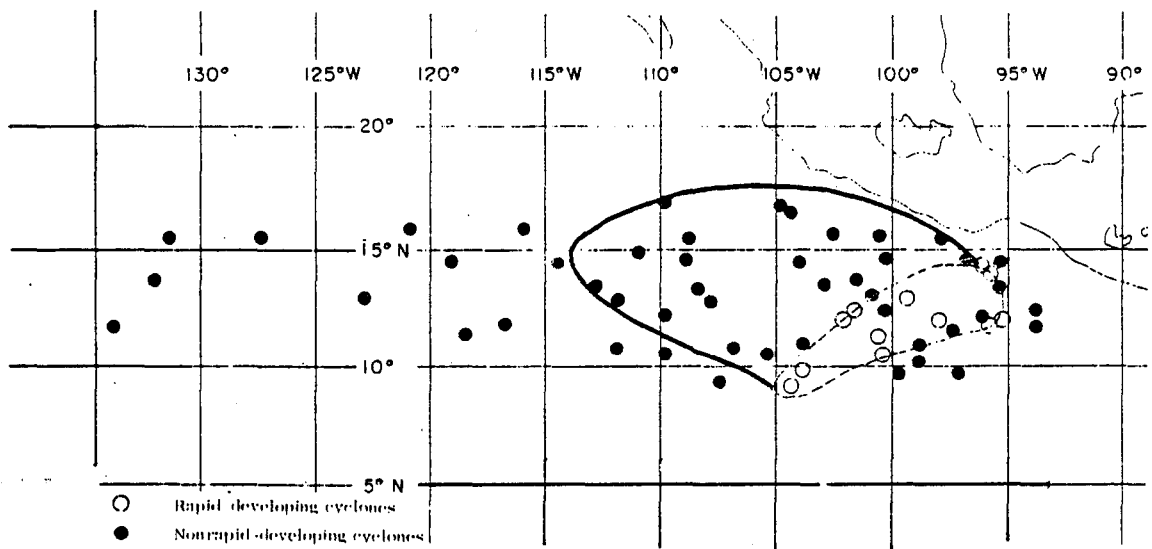 130° 125°W 120° 115°W 110° 105° 100° 95°W 90°
20°
15° N
10°
5° N
Rapid developing cyclones
Nonrapid-developing cyclones